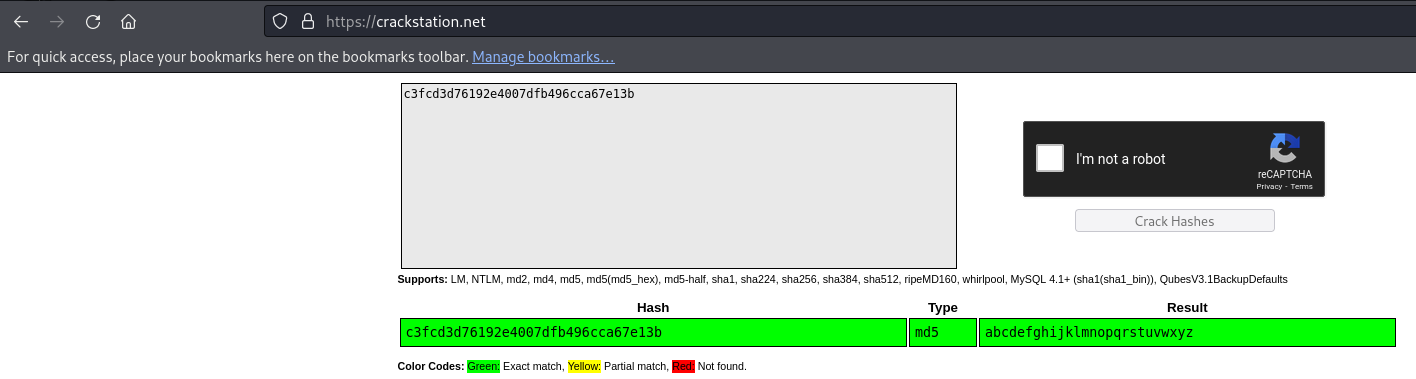 https://crackstation.net
For quick access, place your bookmarks here on the bookmarks toolbar. Manage bookmarks...
c3fcd3d76192e4007dfb496cca67e13b
I'm not a robot
reCAPTCHA
Privacy - Terms
Crack Hashes
Supports: LM, NTLM, md2, md4, md5, md5(md5_hex), md5-half, sha1, sha224, sha256, sha384, sha512, ripeMD160, whirlpool, MySQL 4.1+ (sha1(sha1_bin)), QubesV3.1BackupDefaults
Hash Type Result
c3fcd3d76192e4007dfb496cca67e13b md5 abcdefghijklmnopqrstuvwxyz
Color Codes: Green: Exact match, Yellow: Partial match, Red: Not found.